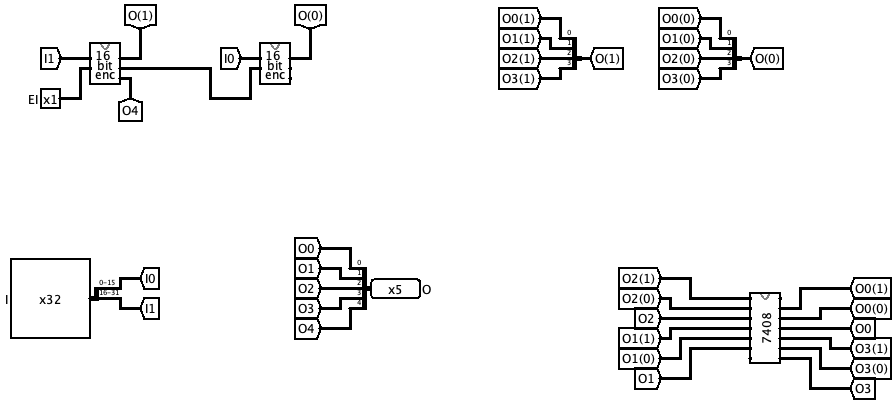 O(1)
O(0)
I1
16
bit
enc
I0
16
bit
enc
EI x1
O4
O0(1)
O1(1)
O2(1)
O3(1)
0
1
2
3
O(1)
O0(0)
O1(0)
O2(0)
O3(0)
0
1
2
3
O(0)
I
x32
0-15
16-31
I0
I1
O0
O1
O2
O3
O4
0
1
2
3
4
x5
O
O2(1)
O2(0)
O2
O1(1)
O1(0)
O1
7408
O0(1)
O0(0)
O0
O3(1)
O3(0)
O3